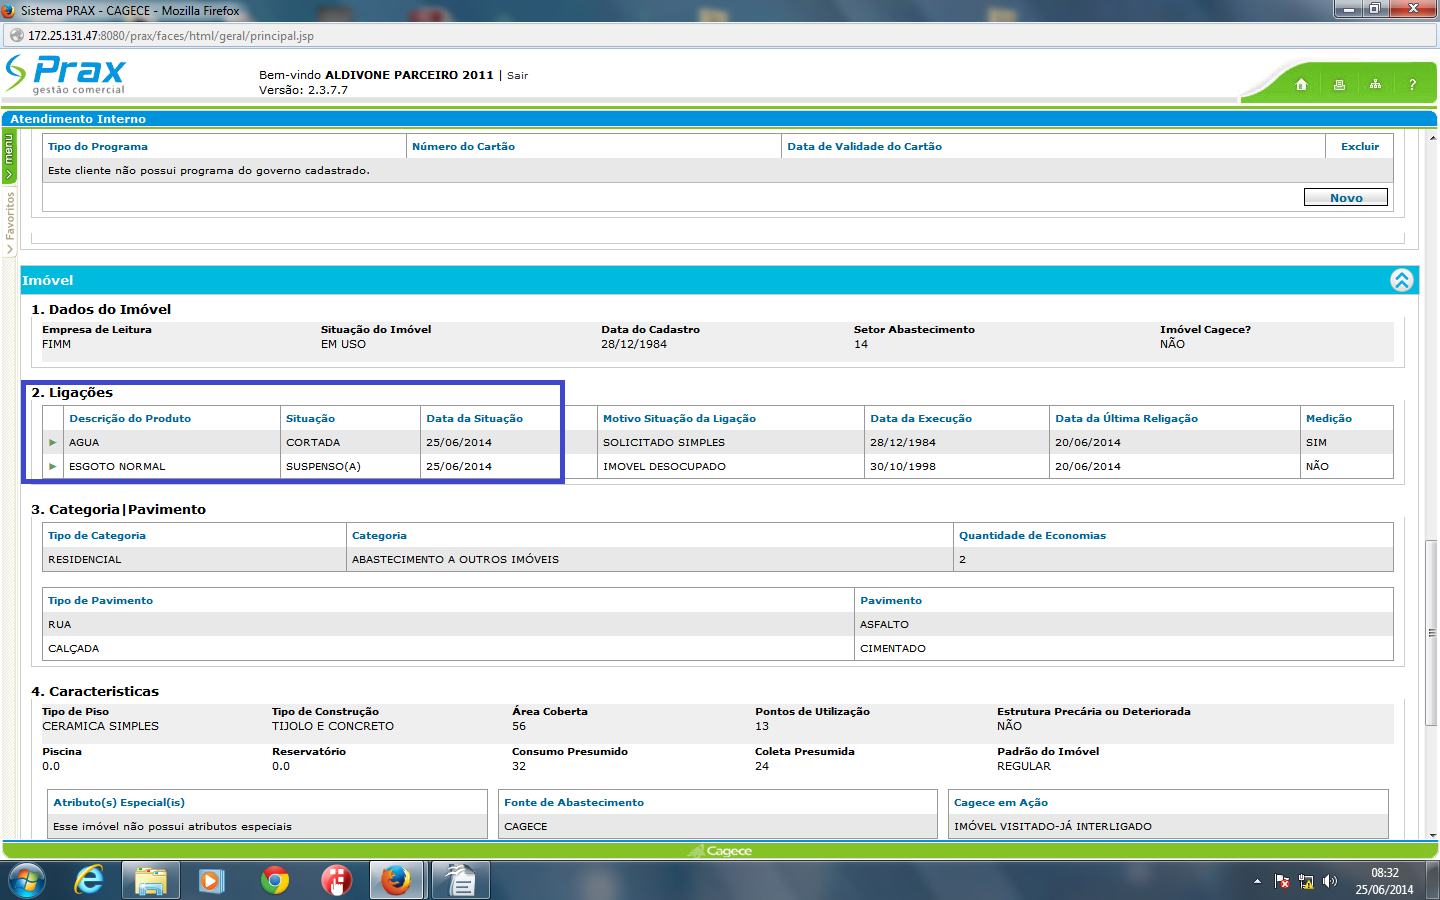 Sistema PRAX - CAGECE - Mozilla Firefox
172.25.131.47:8080/prax/faces/html/geral/principal.jsp
Prax
gestão comercial
Bem-vindo ALDIVONE PARCEIRO 2011 | Sair
Versão: 2.3.7.7
?
Atendimento Interno
menu
Favoritos
Tipo do Programa Número do Cartão Data de Validade do Cartão Excluir
Este cliente não possui programa do governo cadastrado.
Novo
Imóvel
1. Dados do Imóvel
Empresa de Leitura Situação do Imóvel Data do Cadastro Setor Abastecimento Imóvel Cagece?
FIMM EM USO 28/12/1984 14 NÃO
2. Ligações
Descrição do Produto Situação Data da Situação Motivo Situação da Ligação Data da Execução Data da Última Religação Medição
AGUA CORTADA 25/06/2014 SOLICITADO SIMPLES 28/12/1984 20/06/2014 SIM
ESGOTO NORMAL SUSPENSO(A) 25/06/2014 IMOVEL DESOCUPADO 30/10/1998 20/06/2014 NÃO
3. Categoria|Pavimento
Tipo de Categoria Categoria Quantidade de Economias
RESIDENCIAL ABASTECIMENTO A OUTROS IMÓVEIS 2
Tipo de Pavimento Pavimento
RUA ASFALTO
CALÇADA CIMENTADO
4. Caracteristicas
Tipo de Piso Tipo de Construção Área Coberta Pontos de Utilização Estrutura Precária ou Deteriorada
CERAMICA SIMPLES TIJOLO E CONCRETO 56 13 NÃO
Piscina Reservatório Consumo Presumido Coleta Presumida Padrão do Imóvel
0.0 0.0 32 24 REGULAR
Atributo(s) Especial(is) Fonte de Abastecimento Cagece em Ação
Esse imóvel não possui atributos especiais CAGECE IMÓVEL VISITADO-JÁ INTERLIGADO
Cagece
08:32
25/06/2014